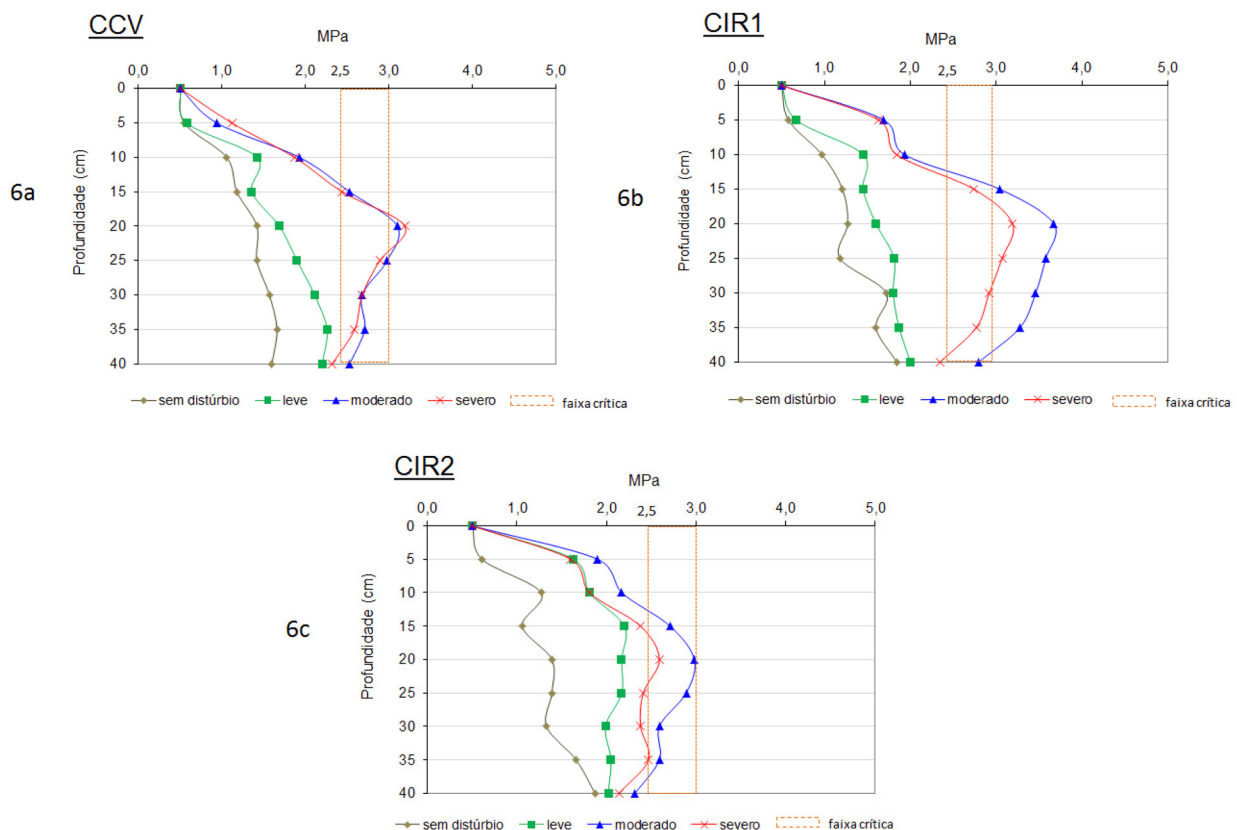 CCV
MPa
0,0 1,0 2,0 2,5 3,0 4,0 5,0
0
5
10
15
20
25
30
35
40
Profundidade (cm)
6a
sem distúrbio leve moderado severo faixa crítica
CIR1
MPa
0,0 1,0 2,0 2,5 3,0 4,0 5,0
0
5
10
15
20
25
30
35
40
Profundidade (cm)
6b
sem distúrbio leve moderado severo faixa crítica
CIR2
MPa
0,0 1,0 2,0 2,5 3,0 4,0 5,0
0
5
10
15
20
25
30
35
40
Profundidade (cm)
6c
sem distúrbio leve moderado severo faixa crítica